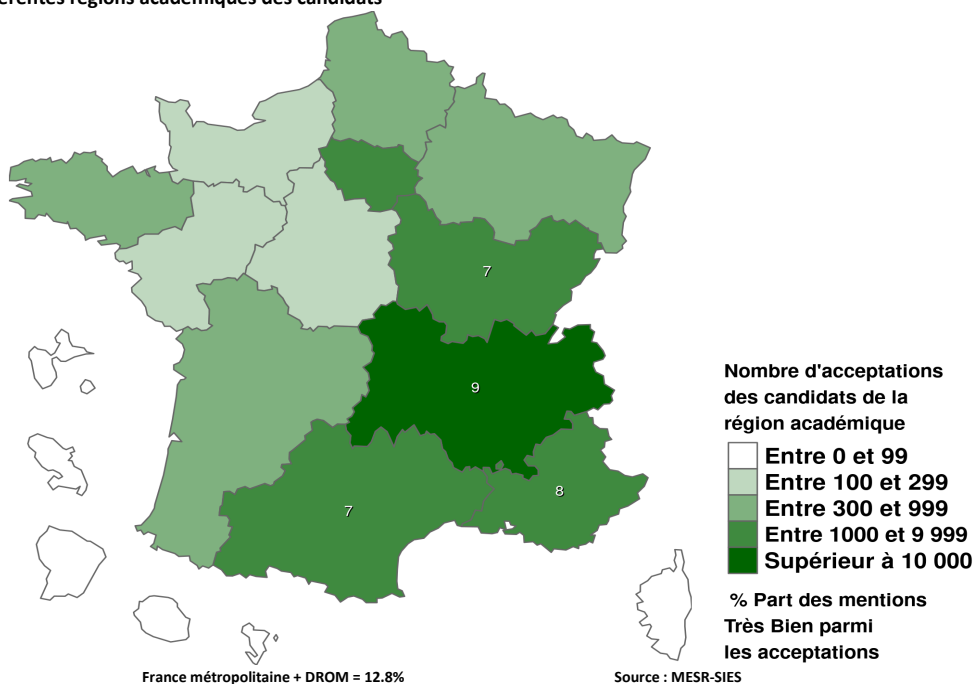 érentes régions académiques des candidats
7
9
8
7
Nombre d'acceptations
des candidats de la
région académique
Entre 0 et 99
Entre 100 et 299
Entre 300 et 999
Entre 1000 et 9 999
Supérieur à 10 000
% Part des mentions
Très Bien parmi
les acceptations
France métropolitaine + DROM = 12.8%
Source : MESR-SIES